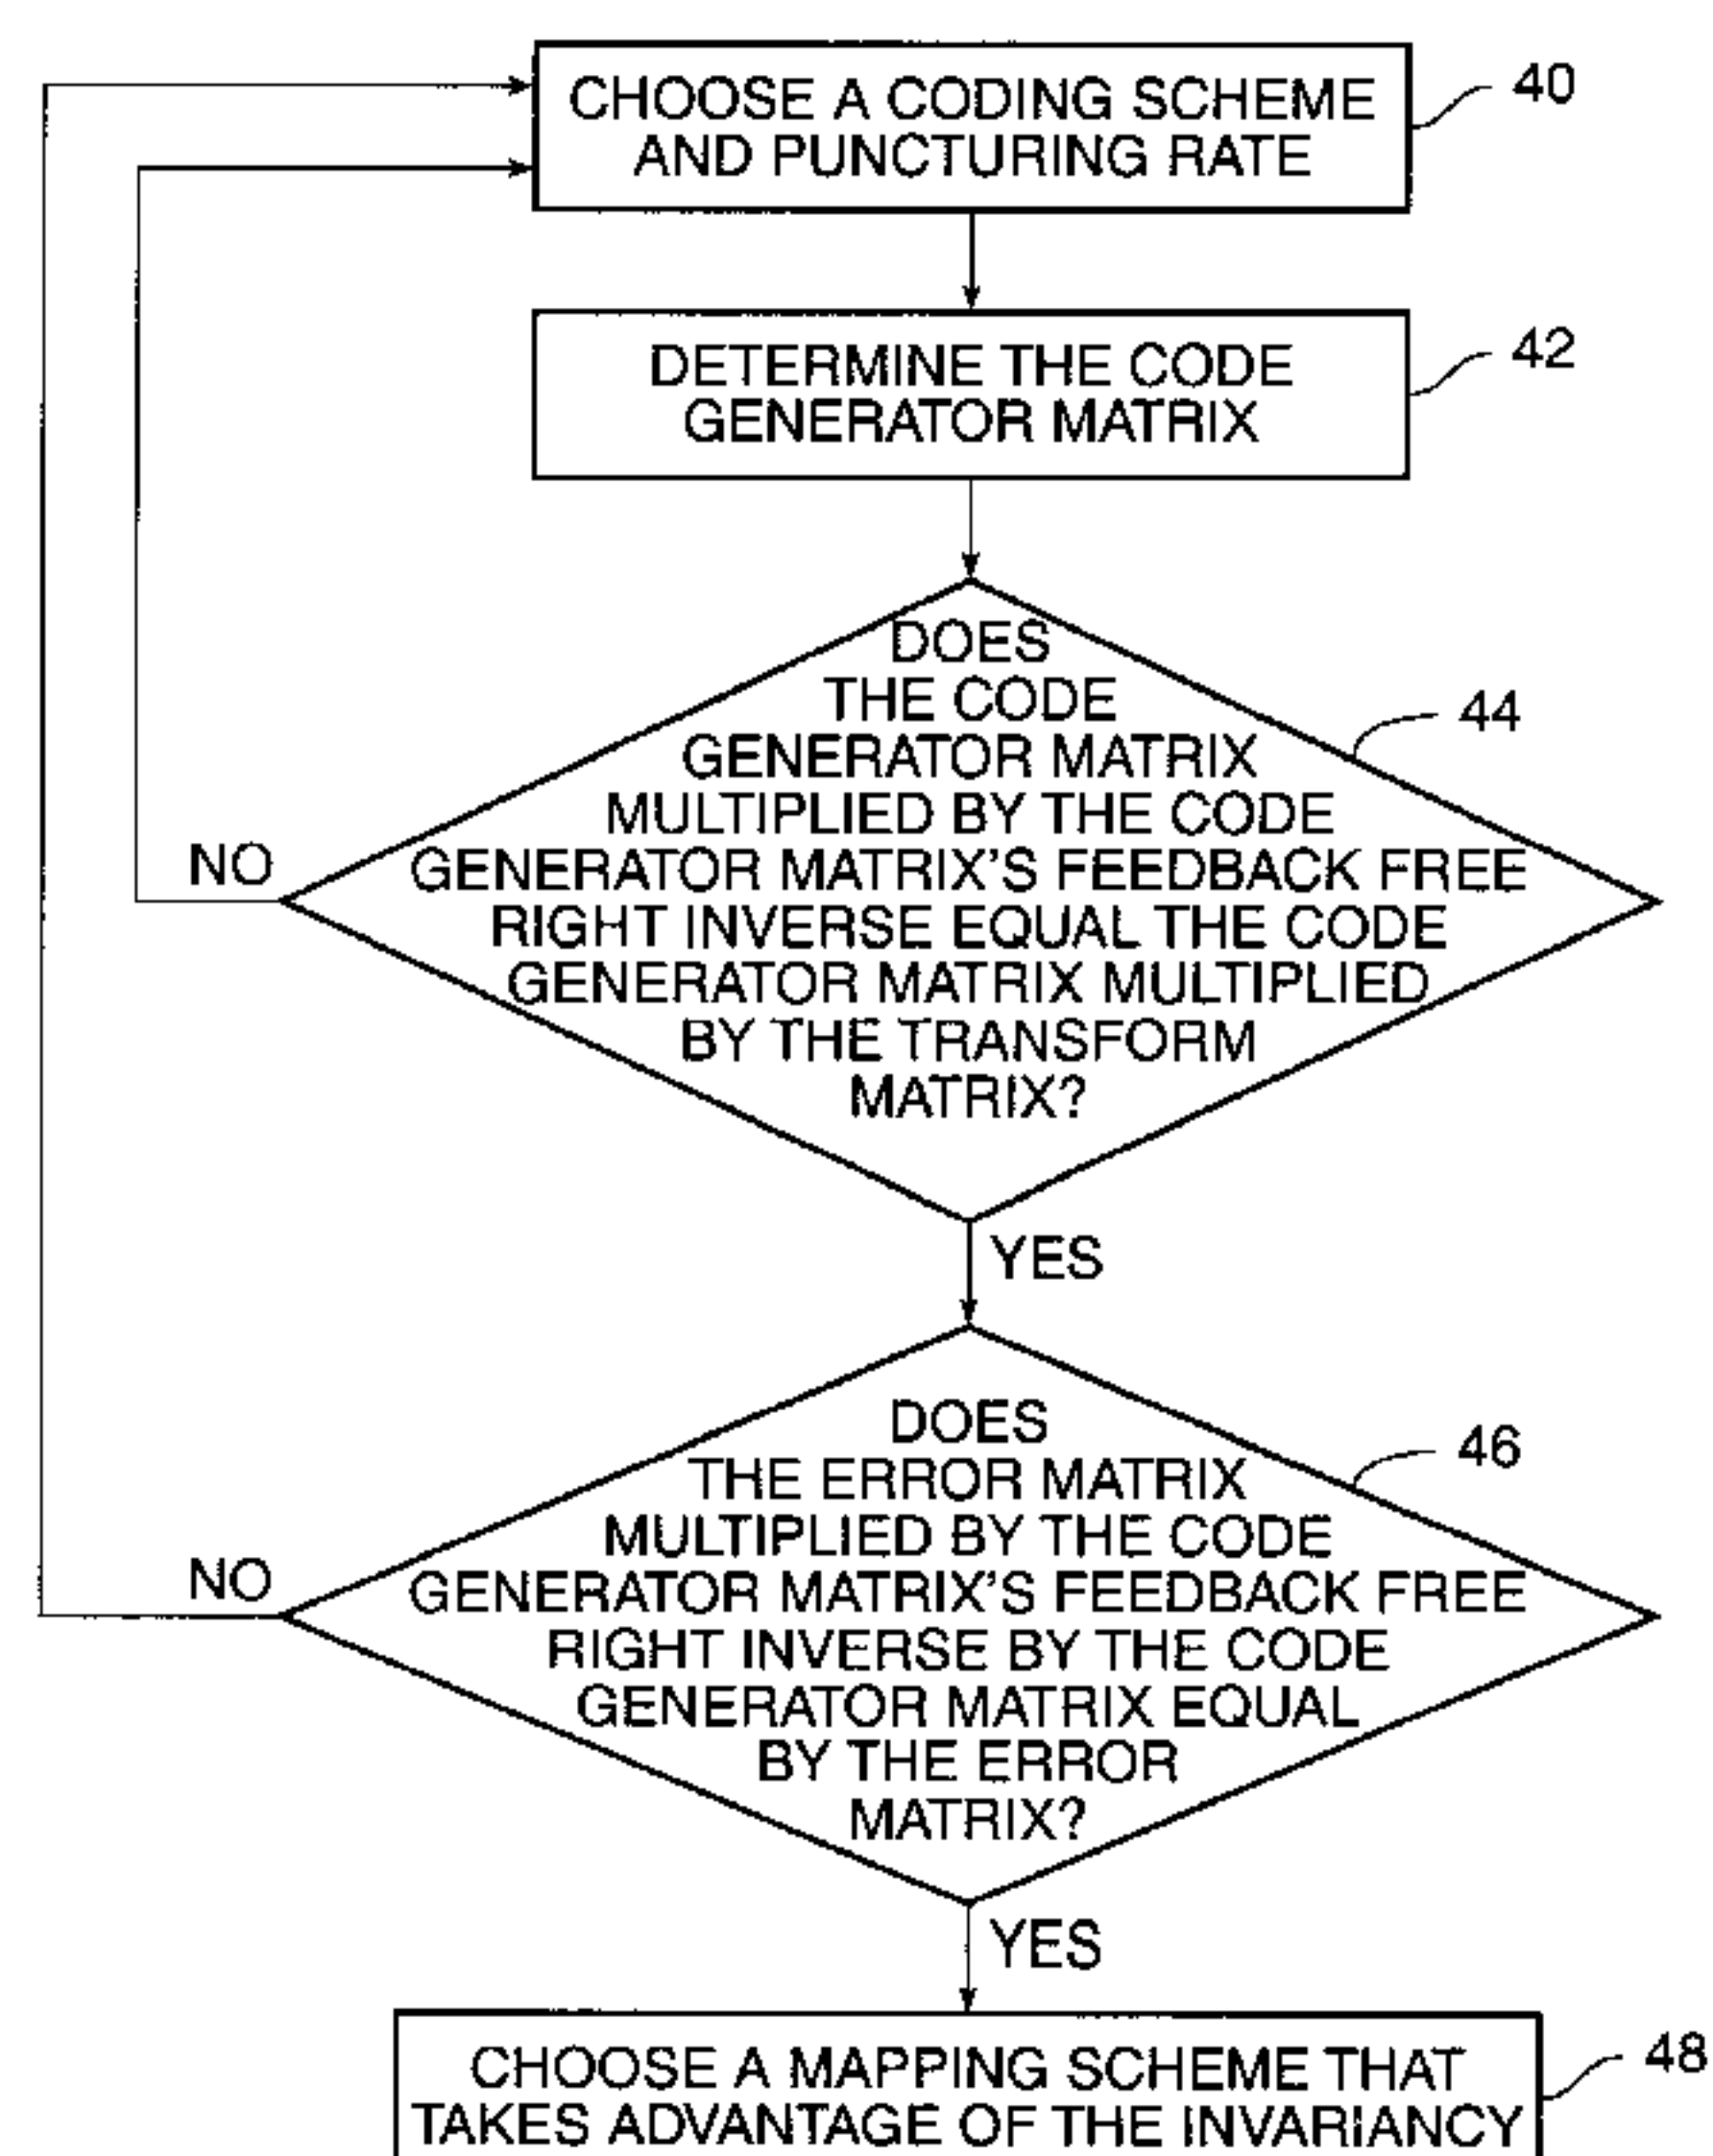 CHOOSE A CODING SCHEME
AND PUNCTURING RATE
40
DETERMINE THE CODE
GENERATOR MATRIX
42
DOES
THE CODE
GENERATOR MATRIX
MULTIPLIED BY THE CODE
GENERATOR MATRIX'S FEEDBACK FREE
RIGHT INVERSE EQUAL THE CODE
GENERATOR MATRIX MULTIPLIED
BY THE TRANSFORM
MATRIX?
44
NO
YES
DOES
THE ERROR MATRIX
MULTIPLIED BY THE CODE
GENERATOR MATRIX'S FEEDBACK FREE
RIGHT INVERSE BY THE CODE
GENERATOR MATRIX EQUAL
BY THE ERROR
MATRIX?
46
NO
YES
CHOOSE A MAPPING SCHEME THAT
TAKES ADVANTAGE OF THE INVARIANCY
48